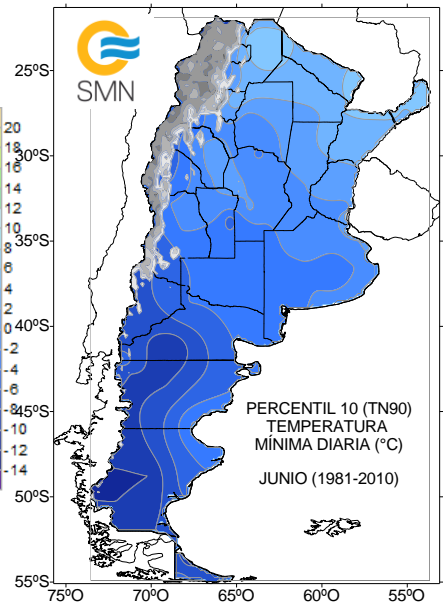 SMN
25ºS
30ºS
35ºS
40ºS
45ºS
50ºS
55ºS
20
18
16
14
12
10
8
6
4
2
0
-2
-4
-6
-8
-10
-12
-14
PERCENTIL 10 (TN90)
TEMPERATURA
MÍNIMA DIARIA (°C)
JUNIO (1981-2010)
75ºO 70ºO 65ºO 60ºO 55ºO